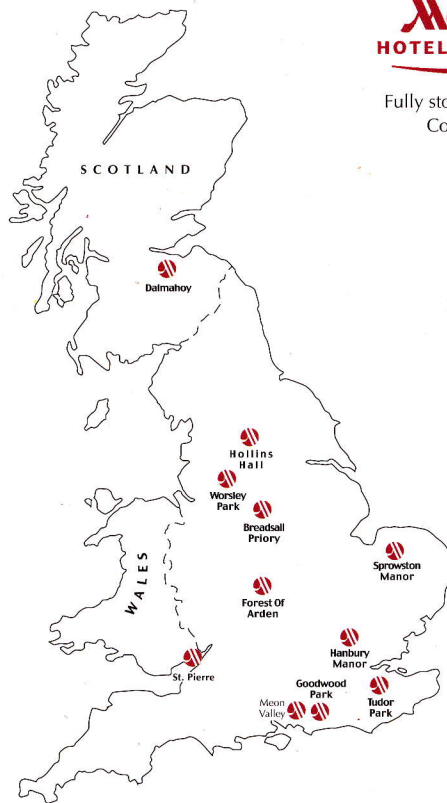 HOTEL
Fully sto
Co
SCOTLAND
Dalmahoy
Hollins
Hall
Worsley
Park
Breadsall
Priory
Sprowston
Manor
WALES
Forest Of
Arden
Hanbury
Manor
St. Pierre
Goodwood
Park
Meon
Valley
Tudor
Park